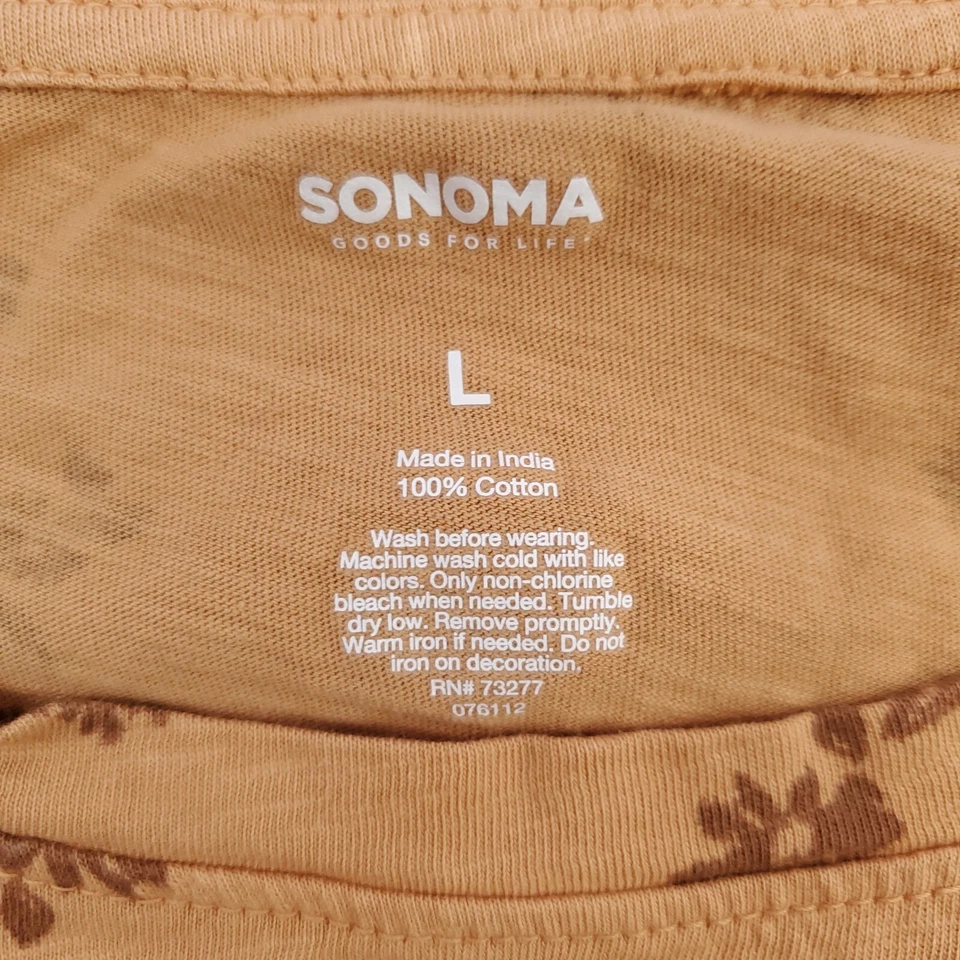 SONOMA
GOODS FOR LIFE
L
Made in India
100% Cotton
Wash before wearing.
Machine wash cold with like
colors. Only non-chlorine
bleach when needed. Tumble
dry low. Remove promptly.
Warm iron if needed. Do not
iron on decoration.
RN# 73277
076112